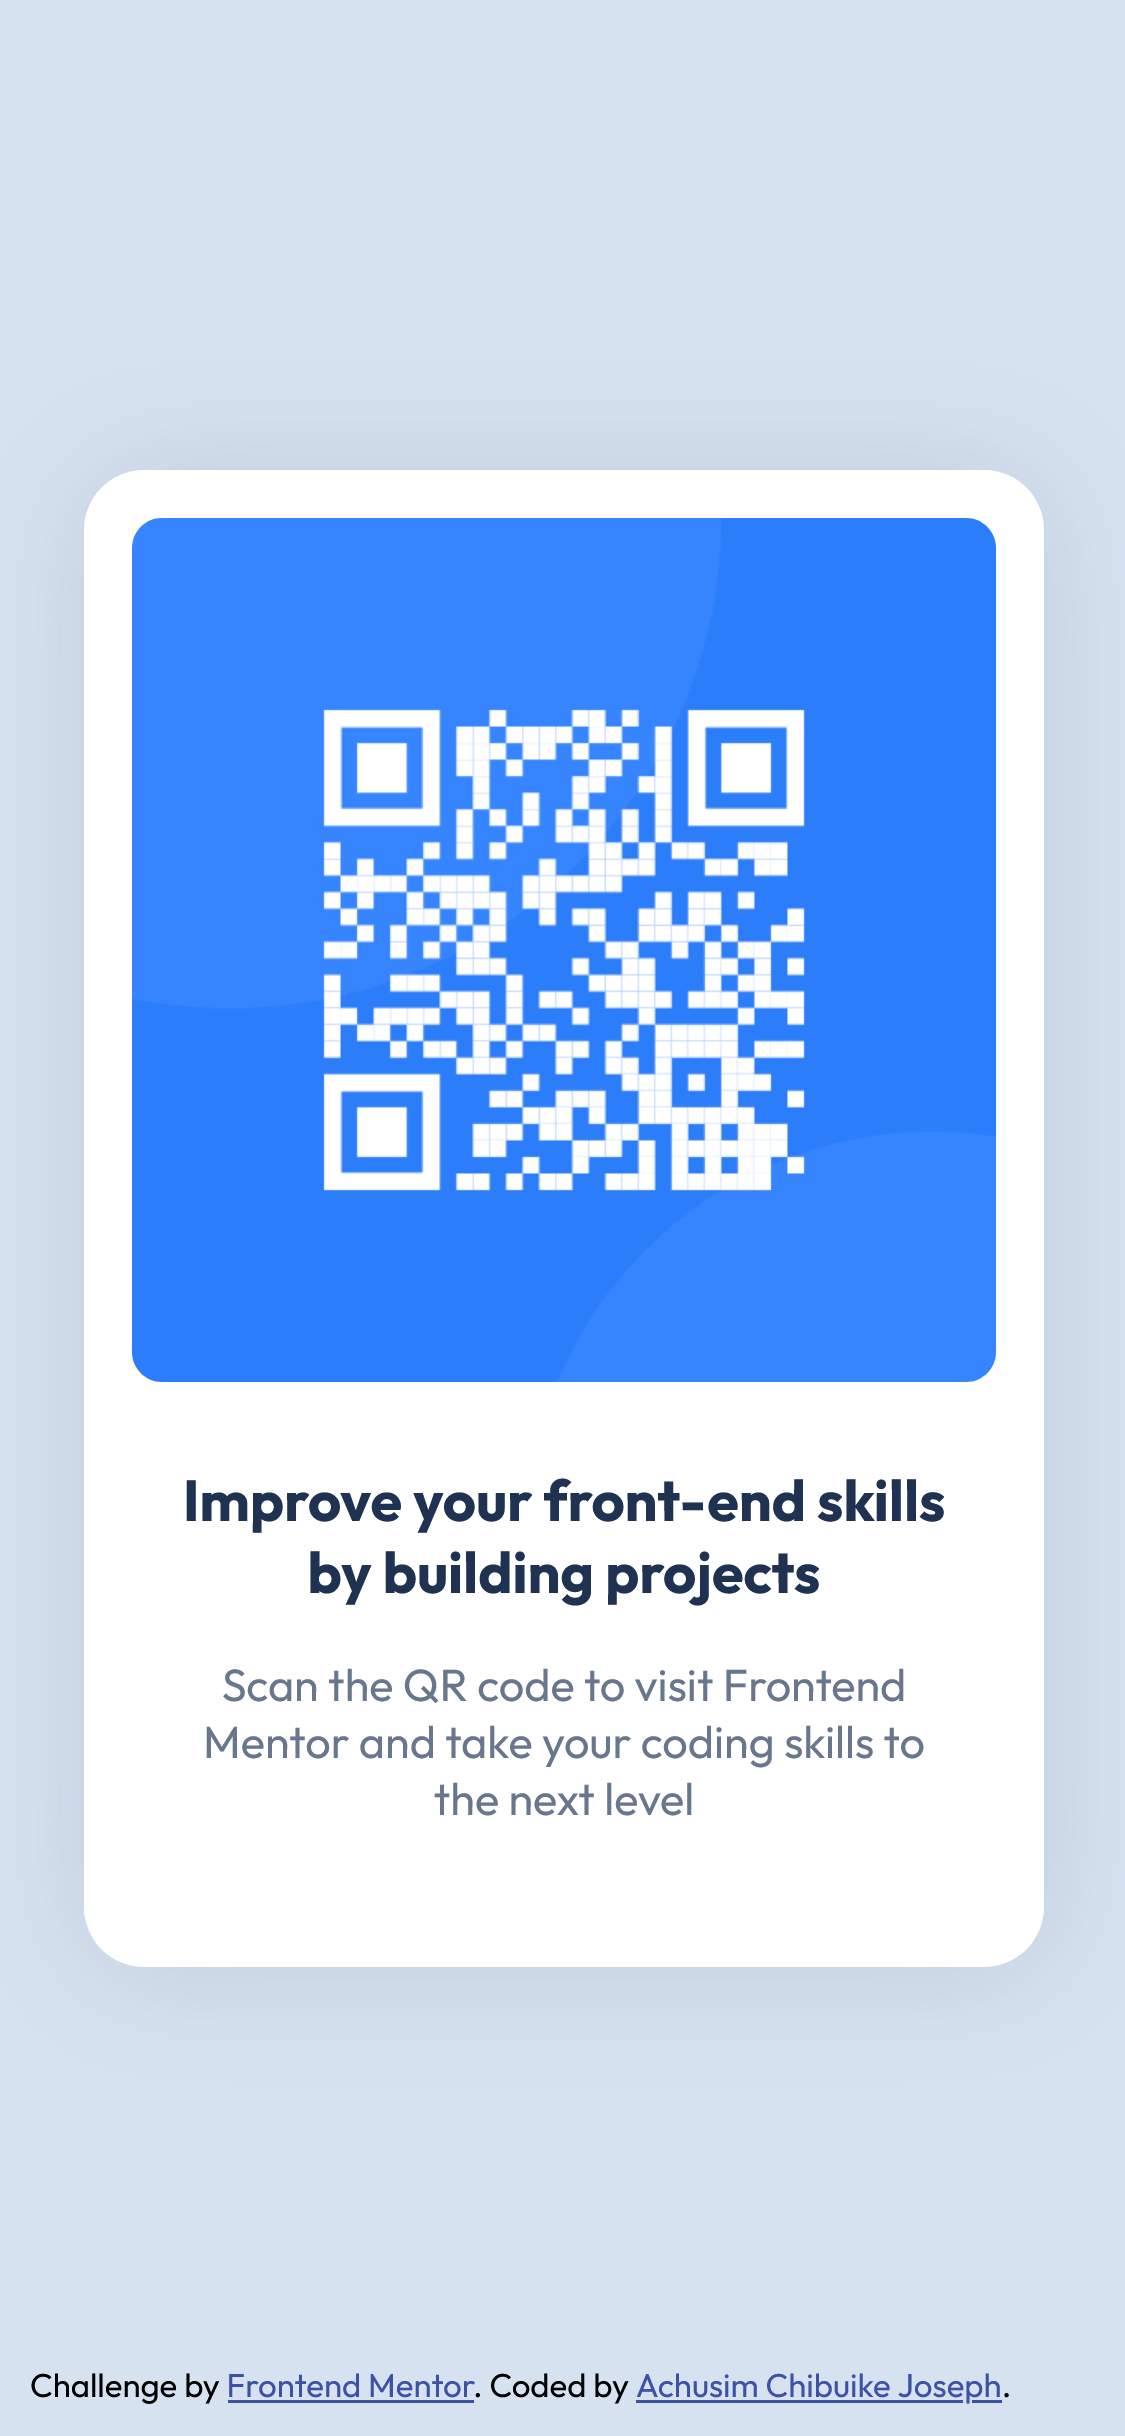 Improve your front-end skills
by building projects
Scan the QR code to visit Frontend
Mentor and take your coding skills to
the next level
Challenge by Frontend Mentor. Coded by Achusim Chibuike Joseph.